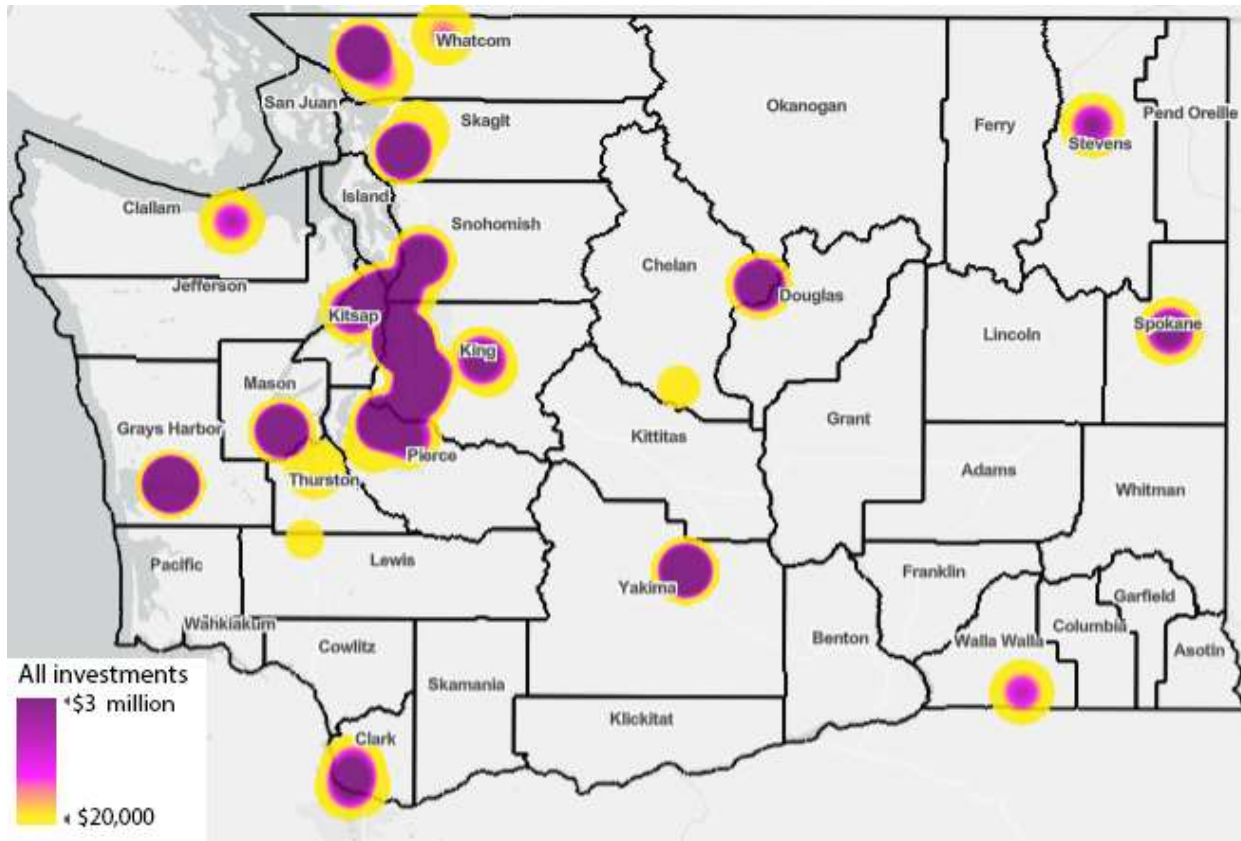 Whatcom
San Juan
Skagit
Okanogan
Ferry
Pend Oreille
Stevens
Island
Clallam
Snohomish
Chelan
Jefferson
Douglas
Kitsap
Spokane
Lincoln
King
Mason
Grays Harbor
Grant
Kittitas
Pierce
Adams
Thurston
Whitman
Pacific
Lewis
Yakima
Franklin
Garfield
Wahkiakum
Columbia
Benton
Walla Walla
Cowlitz
Asotin
Skamania
Klickitat
Clark
All investments
$3 million
$20,000